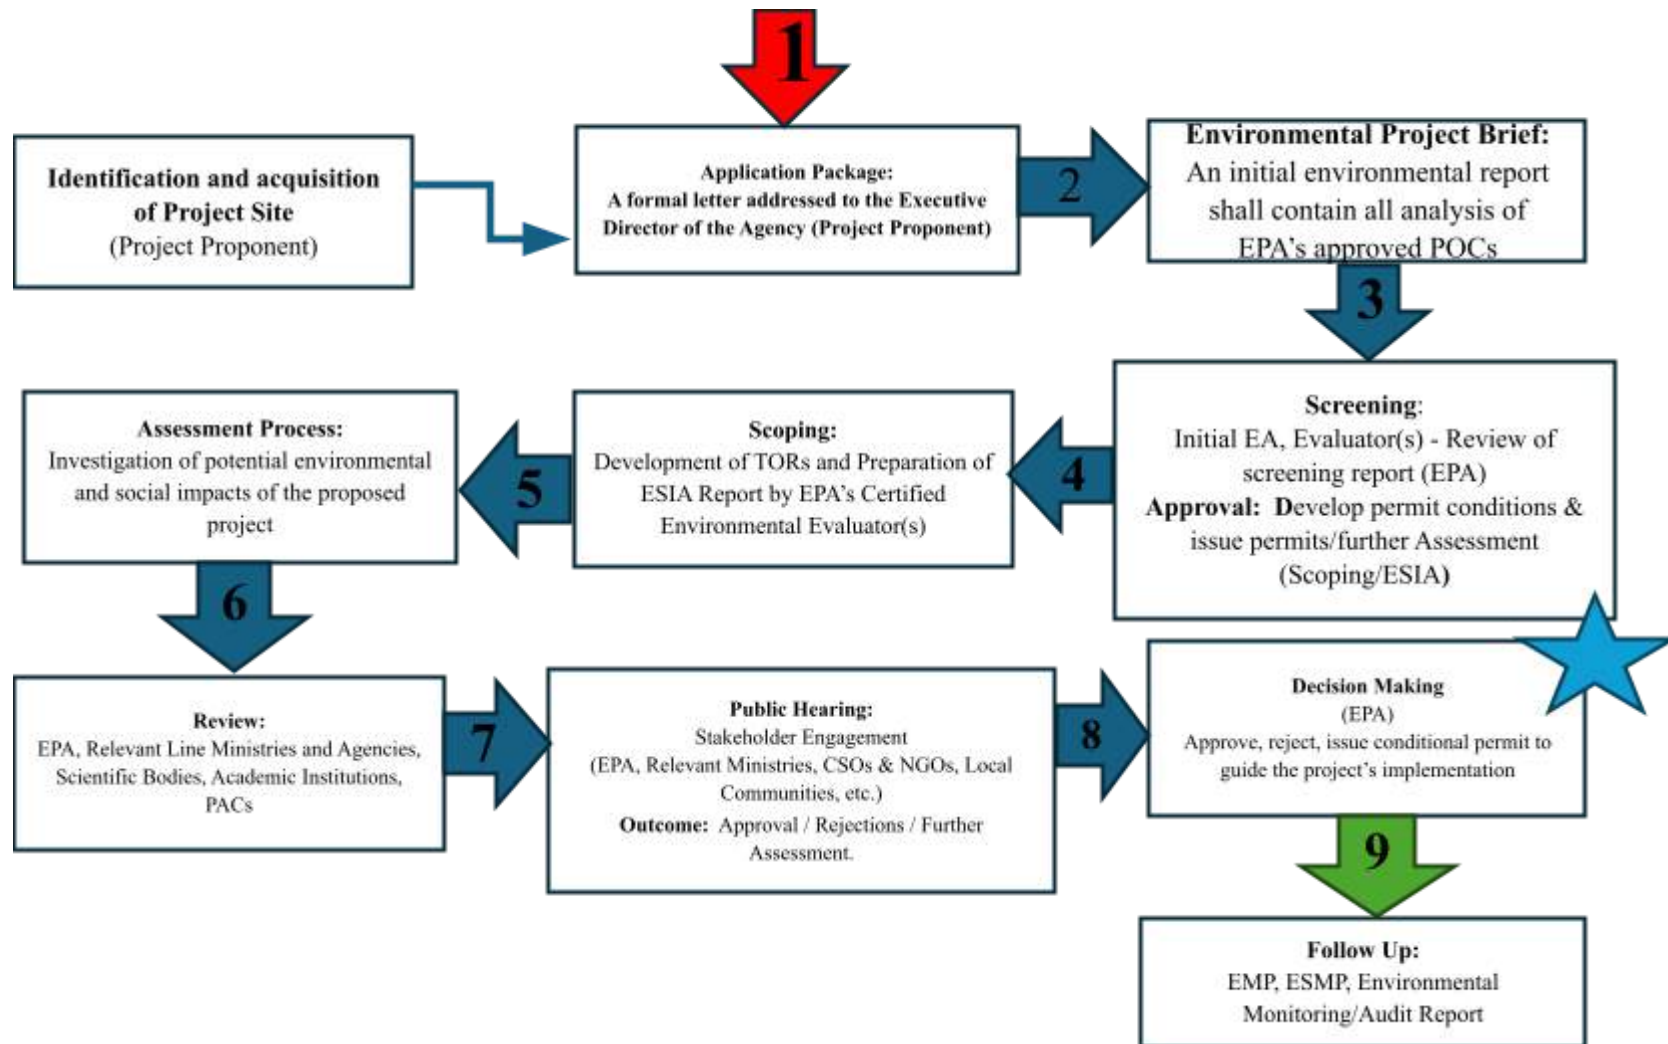 1
Identification and acquisition
of Project Site
(Project Proponent)
Application Package:
A formal letter addressed to the Executive
Director of the Agency (Project Proponent)
2
Environmental Project Brief:
An initial environmental report
shall contain all analysis of
EPA's approved POCs
3
Screening:
Initial EA, Evaluator(s) - Review of
screening report (EPA)
Approval: Develop permit conditions &
issue permits/further Assessment
(Scoping/ESIA)
4
Scoping:
Development of TORs and Preparation of
ESIA Report by EPA's Certified
Environmental Evaluator(s)
5
Assessment Process:
Investigation of potential environmental
and social impacts of the proposed
project
6
Review:
EPA, Relevant Line Ministries and Agencies,
Scientific Bodies, Academic Institutions,
PACs
7
Public Hearing:
Stakeholder Engagement
(EPA, Relevant Ministries, CSOs & NGOs, Local
Communities, etc.)
Outcome: Approval / Rejections / Further
Assessment.
8
Decision Making
(EPA)
Approve, reject, issue conditional permit to
guide the project's implementation
9
Follow Up:
EMP, ESMP, Environmental
Monitoring/Audit Report